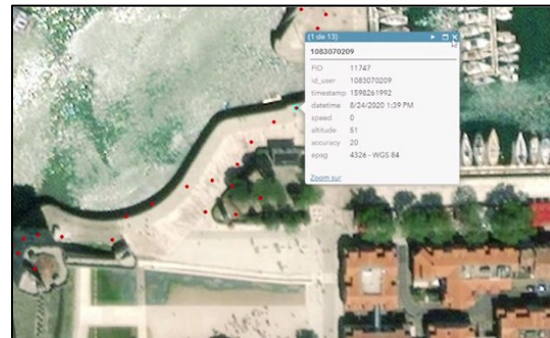 (1 de 13)
1083070209
FID 11747
id_user 1083070209
timestamp 1598261992
datetime 8/24/2020 1:39 PM
speed 0
altitude 51
accuracy 20
epsg 4326 - WGS 84
Zoom sur